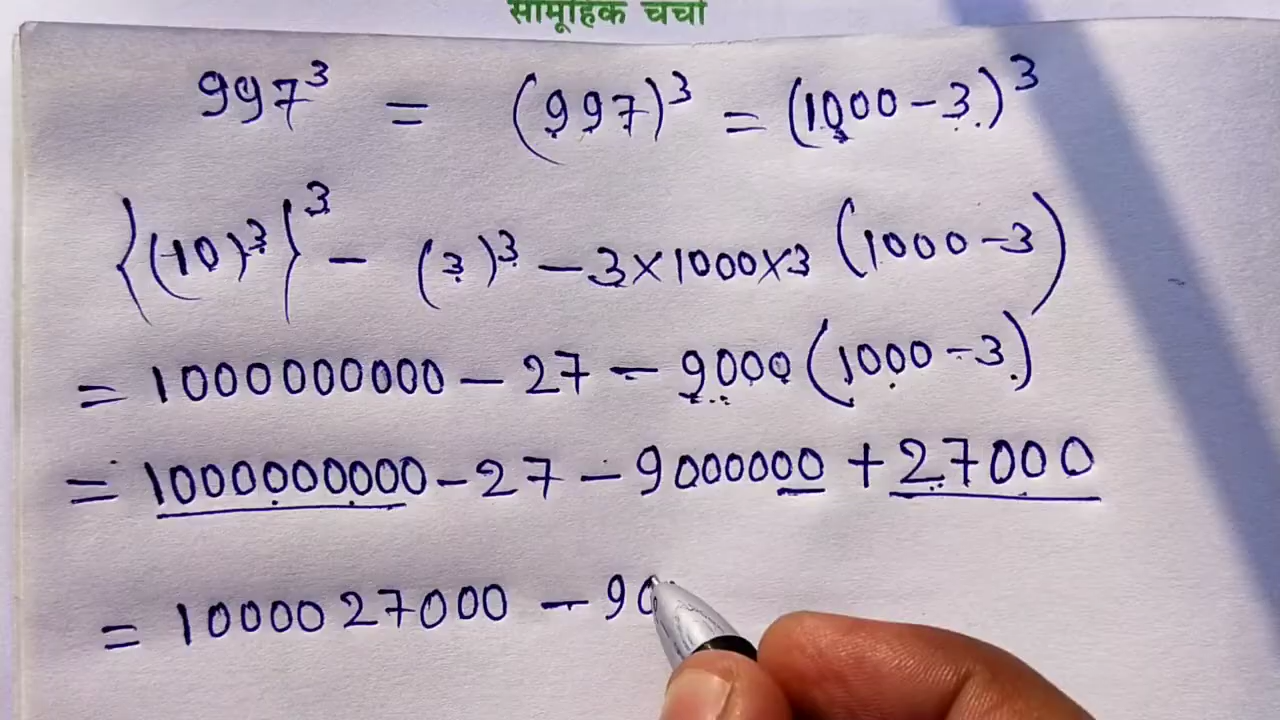 सामूहिक चर्चा
997³ = (997)³ = (1000-3)³
{(10)³}³ - (3)³ - 3×1000×3 (1000-3)
= 1000000000 - 27 - 9000 (1000-3)
= 1000000000 - 27 - 9000000 + 27000
= 1000027000 - 90